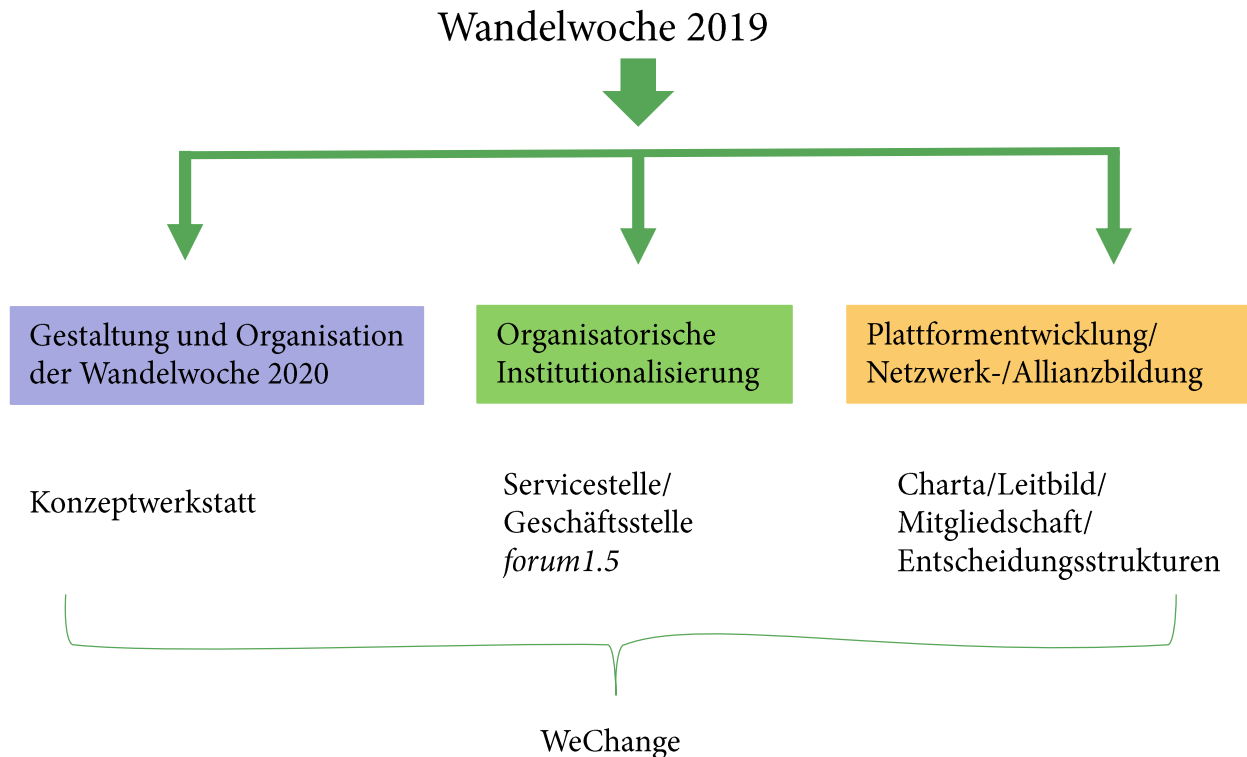 Wandelwoche 2019
Gestaltung und Organisation
der Wandelwoche 2020
Organisatorische
Institutionalisierung
Plattformentwicklung/
Netzwerk-/Allianzbildung
Konzeptwerkstatt
Servicestelle/
Geschäftsstelle
forum1.5
Charta/Leitbild/
Mitgliedschaft/
Entscheidungsstrukturen
WeChange